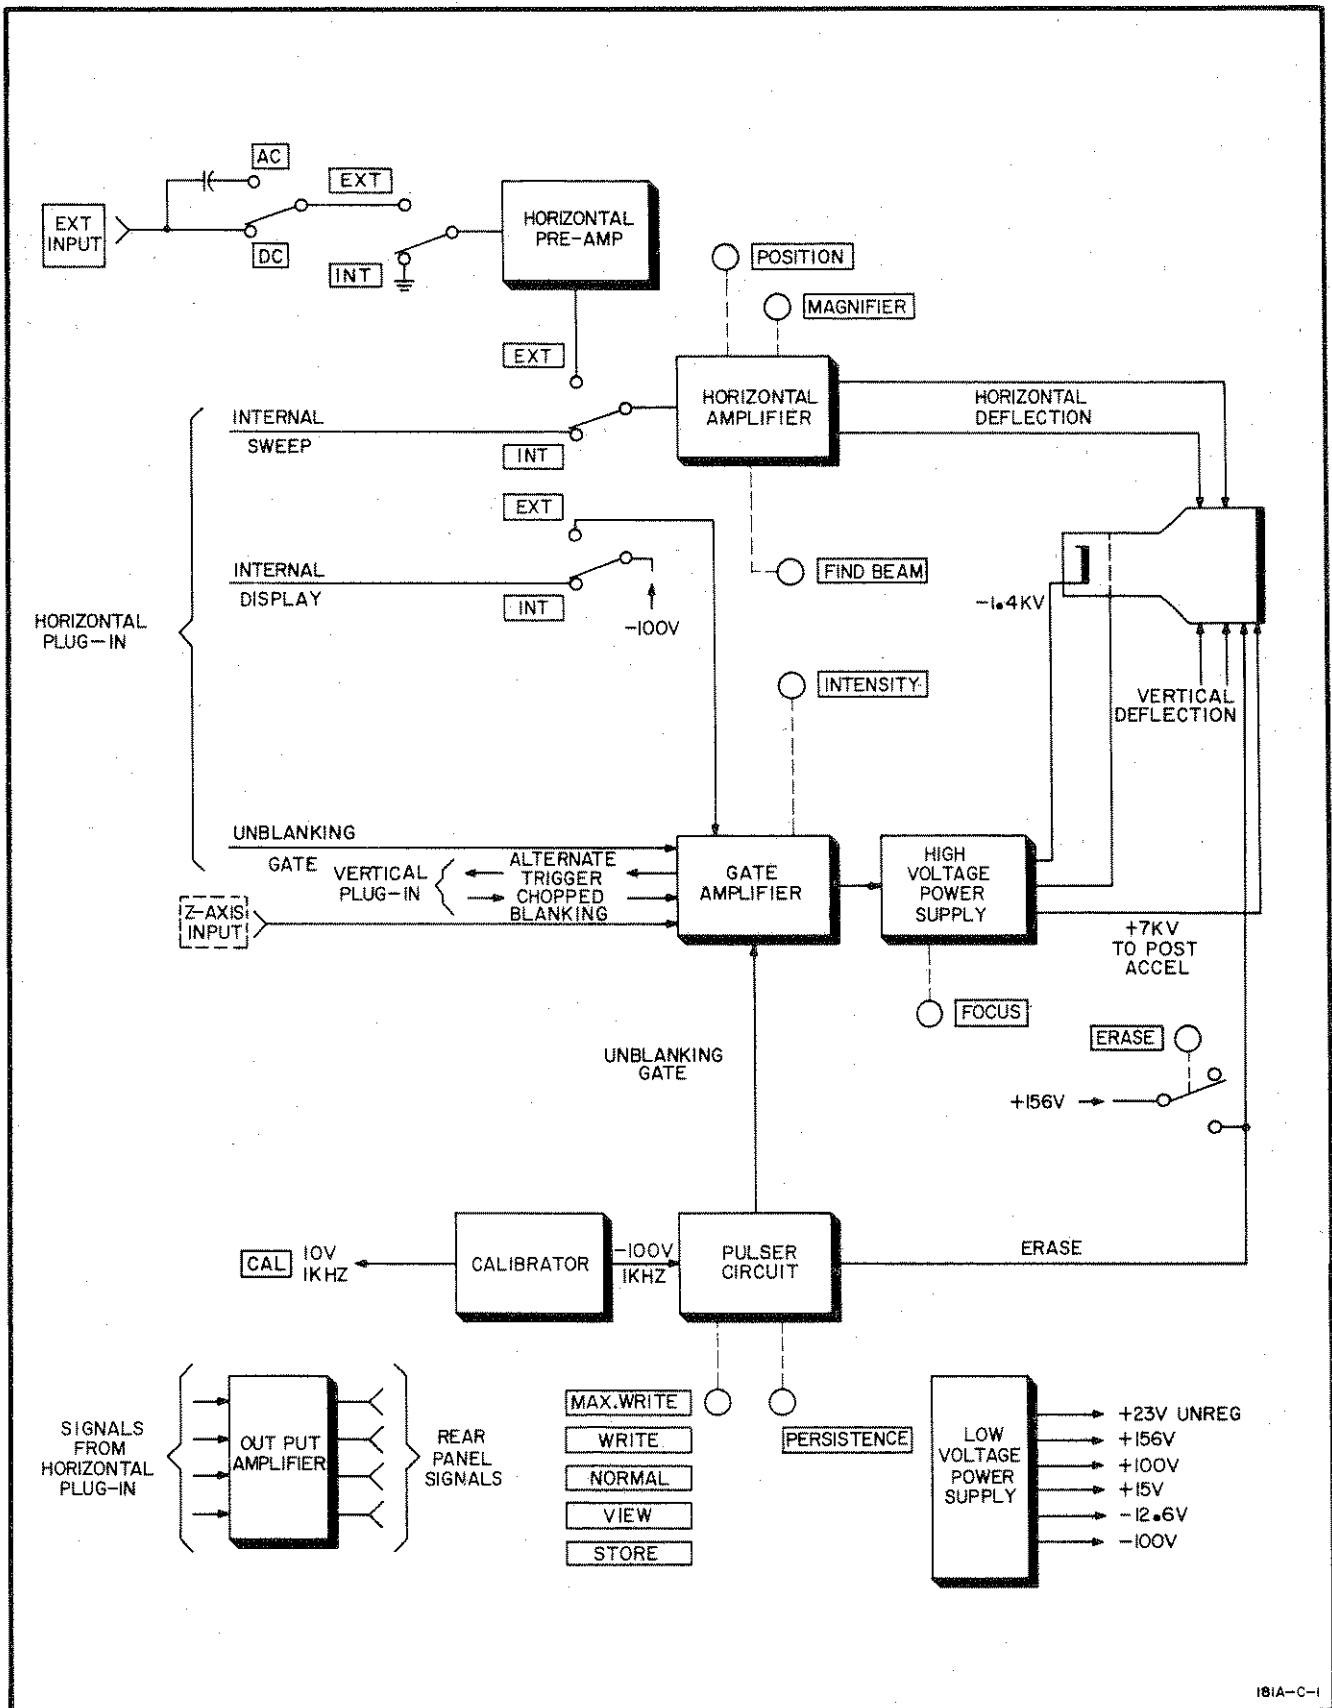 AC
EXT
EXT
INPUT
DC
INT
HORIZONTAL
PRE-AMP
POSITION
MAGNIFIER
EXT
HORIZONTAL
AMPLIFIER
HORIZONTAL
DEFLECTION
INTERNAL
SWEEP
INT
EXT
INTERNAL
DISPLAY
INT
-100V
FIND BEAM
-1.4KV
HORIZONTAL
PLUG-IN
INTENSITY
VERTICAL
DEFLECTION
UNBLANKING
GATE
VERTICAL
PLUG-IN
ALTERNATE
TRIGGER
CHOPPED
BLANKING
Z-AXIS
INPUT
GATE
AMPLIFIER
HIGH
VOLTAGE
POWER
SUPPLY
+7KV
TO POST
ACCEL
FOCUS
ERASE
UNBLANKING
GATE
+156V
CAL
10V
1KHZ
CALIBRATOR
-100V
1KHZ
PULSER
CIRCUIT
ERASE
SIGNALS
FROM
HORIZONTAL
PLUG-IN
OUT PUT
AMPLIFIER
REAR
PANEL
SIGNALS
MAX.WRITE
WRITE
NORMAL
VIEW
STORE
PERSISTENCE
LOW
VOLTAGE
POWER
SUPPLY
+23V UNREG
+156V
+100V
+15V
-12.6V
-100V
181A-C-1